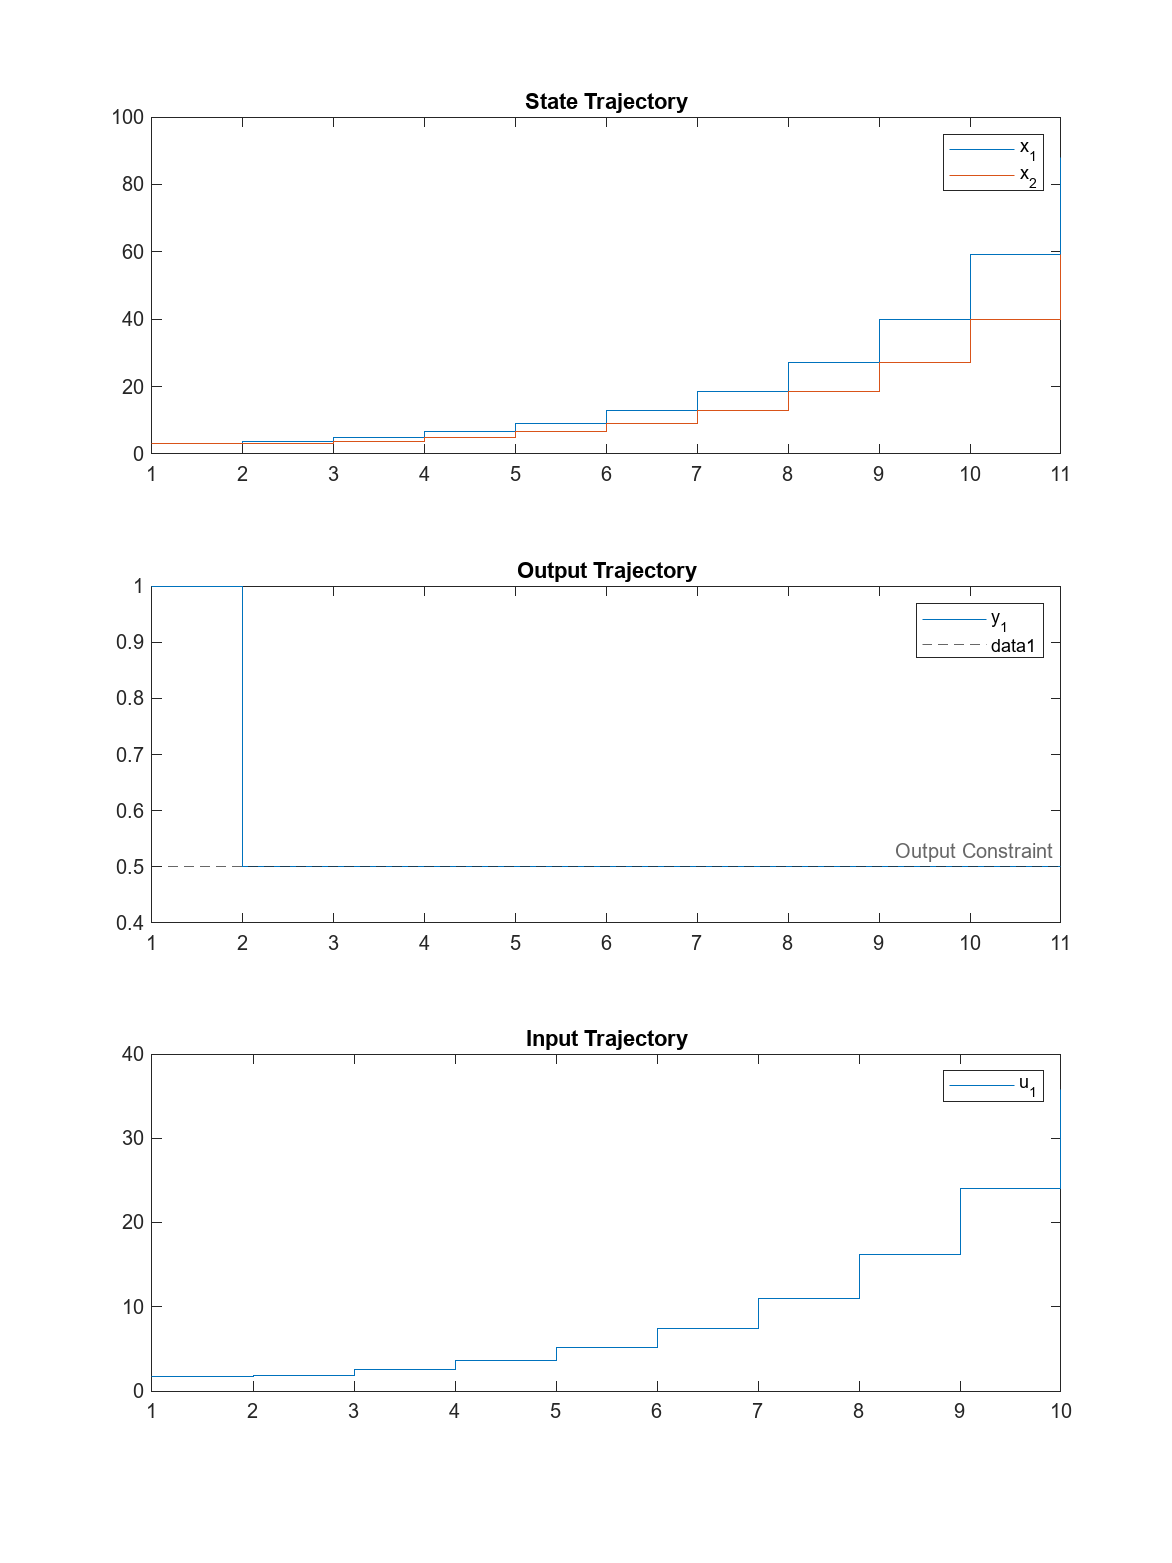 State Trajectory
100
80
60
40
20
0
x1
x2
1 2 3 4 5 6 7 8 9 10 11
Output Trajectory
1
0.9
0.8
0.7
0.6
0.5
0.4
y1
data1
Output Constraint
1 2 3 4 5 6 7 8 9 10 11
Input Trajectory
40
30
20
10
0
u1
1 2 3 4 5 6 7 8 9 10